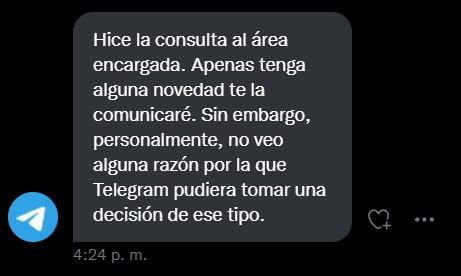 Hice la consulta al área
encargada. Apenas tenga
alguna novedad te la
comunicaré. Sin embargo,
personalmente, no veo
alguna razón por la que
Telegram pudiera tomar una
decisión de ese tipo.
4:24 p. m.